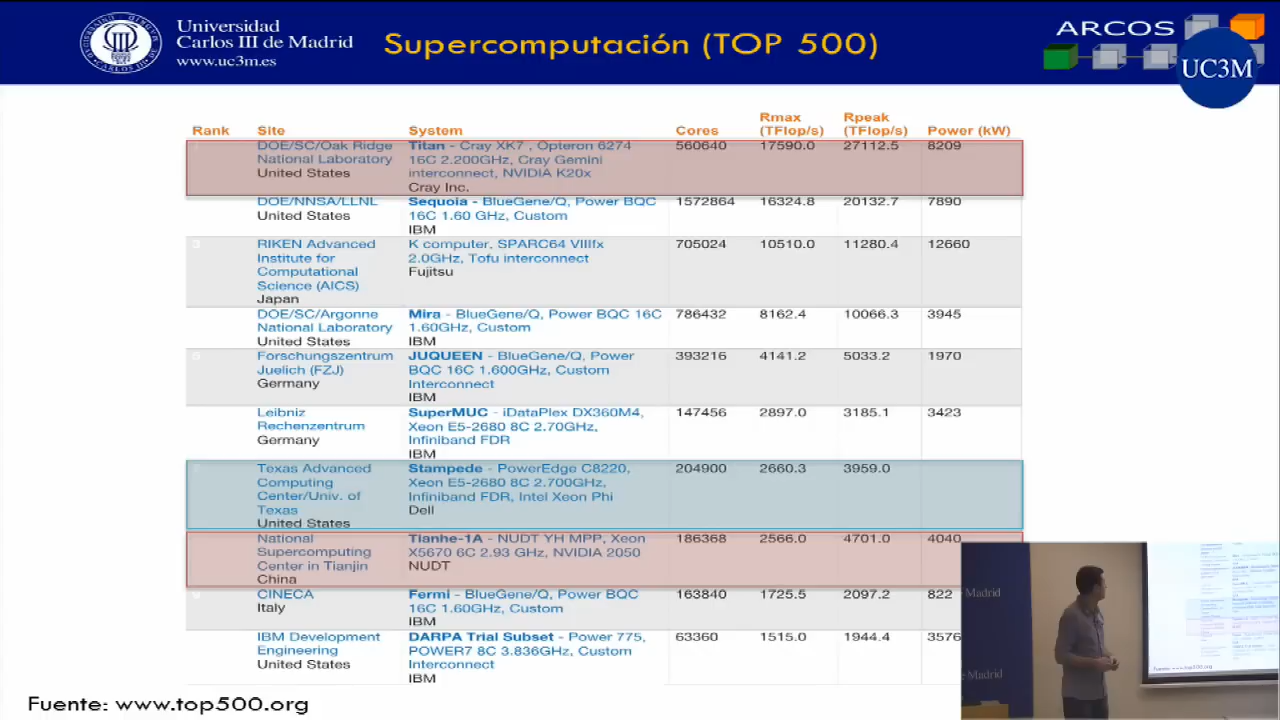 Universidad
Carlos III de Madrid
www.uc3m.es
Supercomputación (TOP 500)
ARCOS
UC3M
Rank Site System Cores Rmax (TFlop/s) Rpeak (TFlop/s) Power (kW)
DOE/SC/Oak Ridge Titan - Cray XK7 , Opteron 6274 560640 17590.0 27112.5 8209
National Laboratory 16C 2.200GHz, Cray Gemini
United States interconnect, NVIDIA K20x
Cray Inc.
DOE/NNSA/LLNL Sequoia - BlueGene/Q, Power BQC 1572864 16324.8 20132.7 7890
United States 16C 1.60 GHz, Custom
IBM
3 RIKEN Advanced K computer, SPARC64 VIIIfx 705024 10510.0 11280.4 12660
Institute for 2.0GHz, Tofu interconnect
Computational Fujitsu
Science (AICS)
Japan
DOE/SC/Argonne Mira - BlueGene/Q, Power BQC 16C 786432 8162.4 10066.3 3945
National Laboratory 1.60GHz, Custom
United States IBM
5 Forschungszentrum JUQUEEN - BlueGene/Q, Power 393216 4141.2 5033.2 1970
Juelich (FZJ) BQC 16C 1.600GHz, Custom
Germany Interconnect
IBM
Leibniz SuperMUC - iDataPlex DX360M4, 147456 2897.0 3185.1 3423
Rechenzentrum Xeon E5-2680 8C 2.70GHz,
Germany Infiniband FDR
IBM
Texas Advanced Stampede - PowerEdge C8220, 204900 2660.3 3959.0
Computing Xeon E5-2680 8C 2.700GHz,
Center/Univ. of Infiniband FDR, Intel Xeon Phi
Texas Dell
United States
National Tianhe-1A - NUDT YH MPP, Xeon 186368 2566.0 4701.0 4040
Supercomputing X5670 6C 2.93 GHz, NVIDIA 2050
Center in Tianjin NUDT
China
CINECA Fermi - BlueGene/Q, Power BQC 163840 1725.5 2097.2 822
Italy 16C 1.60GHz, Custom
IBM
IBM Development DARPA Trial Subset - Power 775, 63360 1515.0 1944.4 3576
Engineering POWER7 8C 3.836GHz, Custom
United States Interconnect
IBM
Fuente: www.top500.org
Madrid
de Madrid
Fuente: www.top500.org